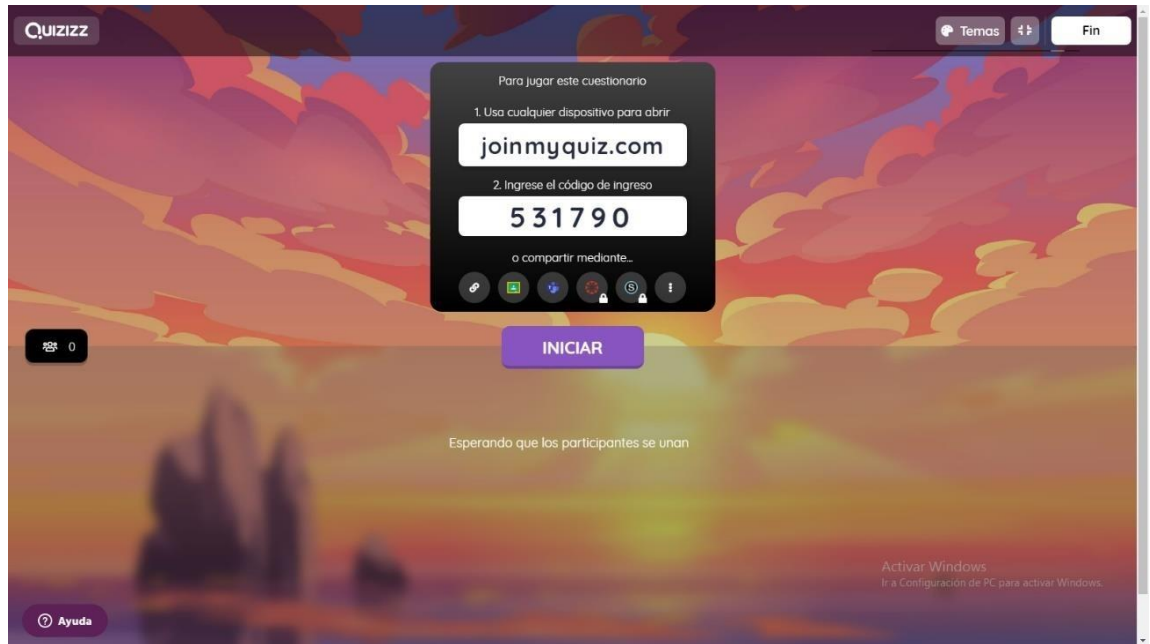 QUIZIZZ
Temas
Fin
Para jugar este cuestionario
1. Usa cualquier dispositivo para abrir
joinmyquiz.com
2. Ingrese el código de ingreso
531790
o compartir mediante...
S
0
INICIAR
Esperando que los participantes se unan
Activar Windows
Ir a Configuración de PC para activar Windows.
? Ayuda